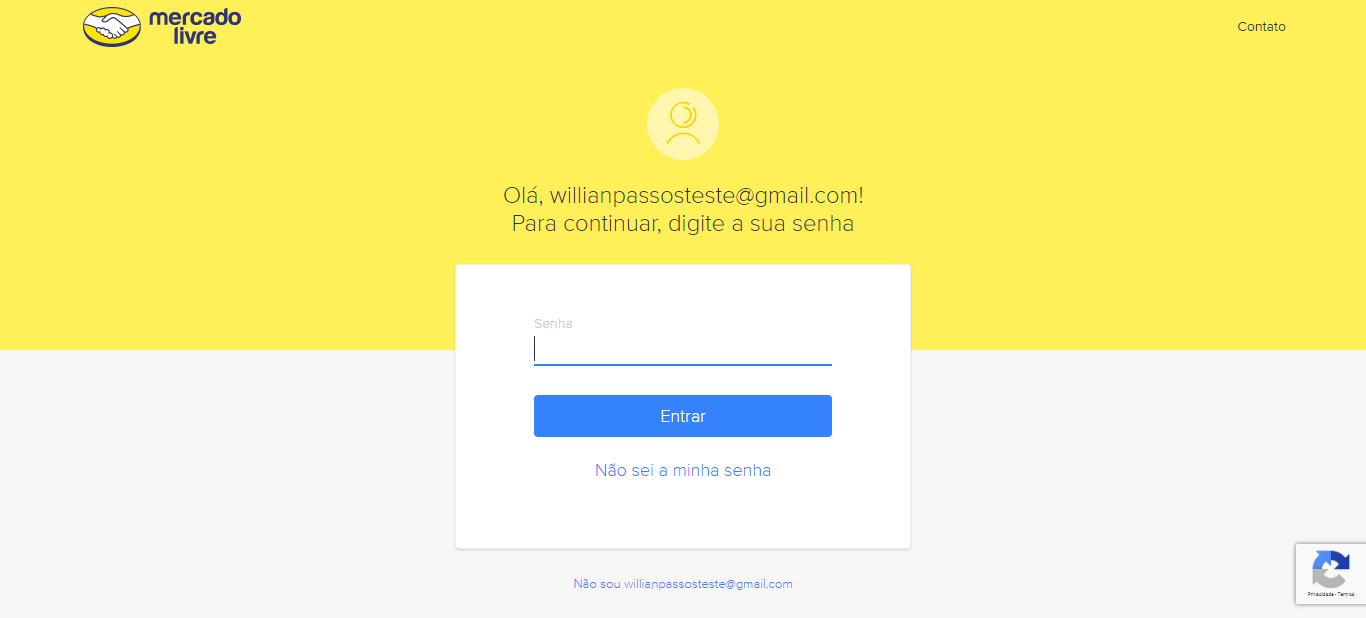 mercado
livre
Contato
Olá, willianpassosteste@gmail.com!
Para continuar, digite a sua senha
Senha
Entrar
Não sei a minha senha
Não sou willianpassosteste@gmail.com
Privacidade - Termos